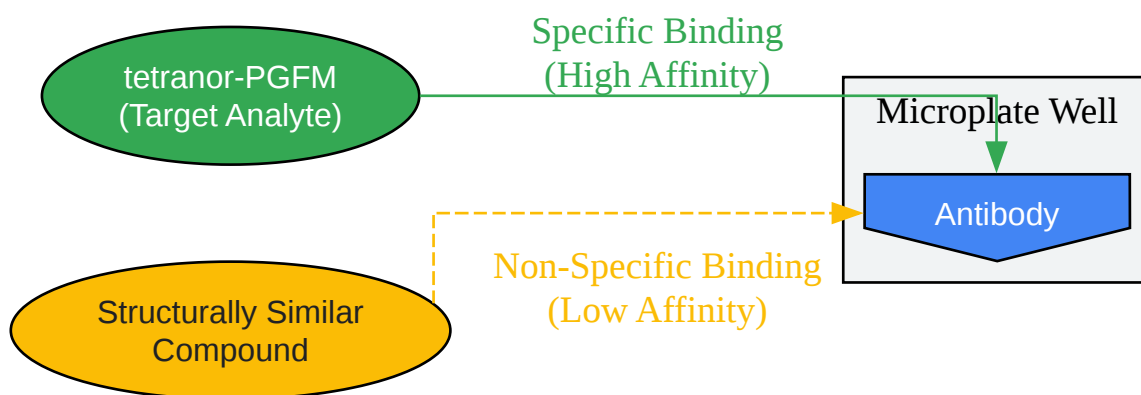 Specific Binding
(High Affinity)
tetranor-PGFM
(Target Analyte)
Microplate Well
Antibody
Non-Specific Binding
(Low Affinity)
Structurally Similar
Compound